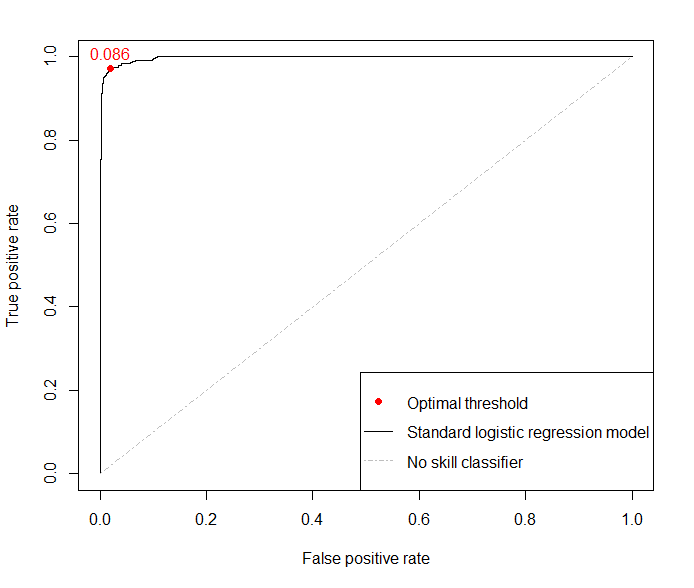 0.086
1.0
0.8
0.6
0.4
0.2
0.0
True positive rate
Optimal threshold
Standard logistic regression model
No skill classifier
0.0 0.2 0.4 0.6 0.8 1.0
False positive rate